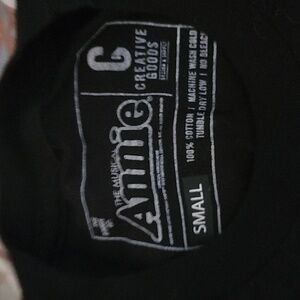 C
CREATIVE
GOODS
THE MUSICAL
Annie
100% COTTON | MACHINE WASH COLD
TUMBLE DRY LOW | NO BLEACH
SMALL